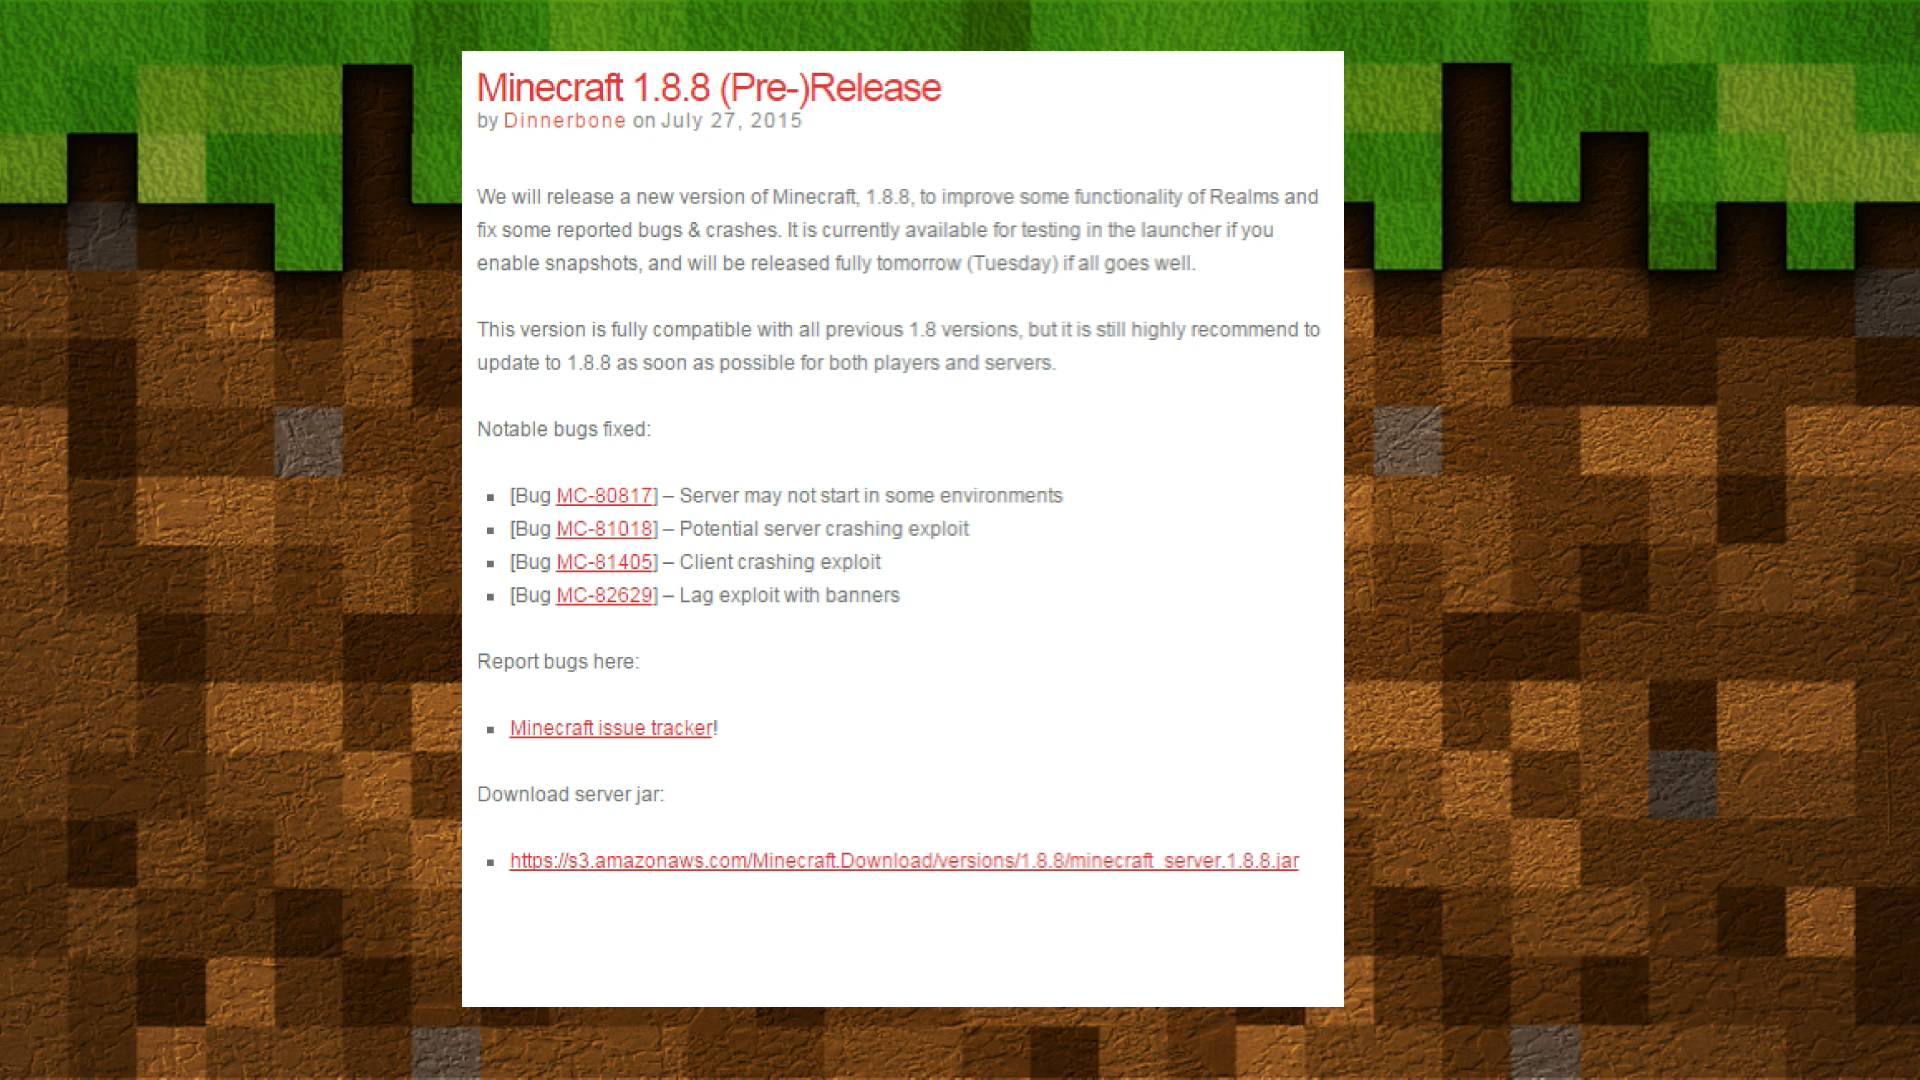 Minecraft 1.8.8 (Pre-)Release
by Dinnerbone on July 27, 2015
We will release a new version of Minecraft, 1.8.8, to improve some functionality of Realms and
fix some reported bugs & crashes. It is currently available for testing in the launcher if you
enable snapshots, and will be released fully tomorrow (Tuesday) if all goes well.
This version is fully compatible with all previous 1.8 versions, but it is still highly recommend to
update to 1.8.8 as soon as possible for both players and servers.
Notable bugs fixed:
▪ [Bug MC-80817] – Server may not start in some environments
▪ [Bug MC-81018] – Potential server crashing exploit
▪ [Bug MC-81405] – Client crashing exploit
▪ [Bug MC-82629] – Lag exploit with banners
Report bugs here:
▪ Minecraft issue tracker!
Download server jar:
▪ https://s3.amazonaws.com/Minecraft.Download/versions/1.8.8/minecraft_server.1.8.8.jar